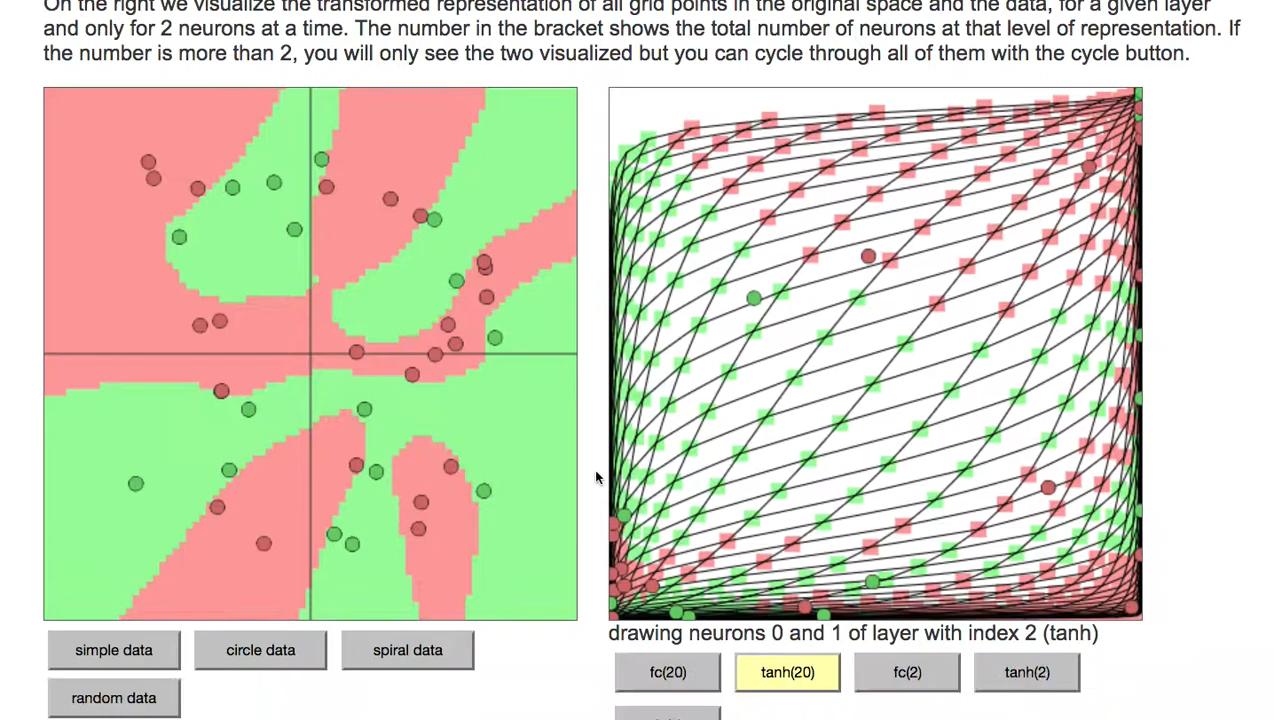 On the right we visualize the transformed representation of all grid points in the original space and the data, for a given layer
and only for 2 neurons at a time. The number in the bracket shows the total number of neurons at that level of representation. If
the number is more than 2, you will only see the two visualized but you can cycle through all of them with the cycle button.
drawing neurons 0 and 1 of layer with index 2 (tanh)
simple data
circle data
spiral data
fc(20)
tanh(20)
fc(2)
tanh(2)
random data